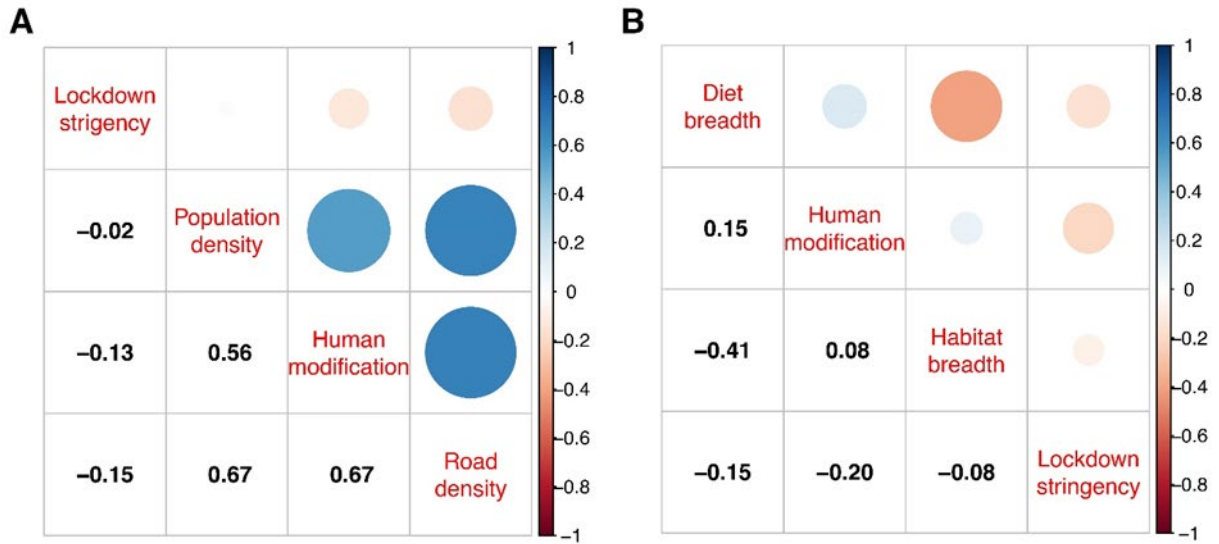 A
Lockdown
strigency
−0.02
Population
density
−0.13
0.56
Human
modification
−0.15
0.67
0.67
Road
density
1
0.8
0.6
0.4
0.2
0
−0.2
−0.4
−0.6
−0.8
−1
B
Diet
breadth
0.15
Human
modification
−0.41
0.08
Habitat
breadth
−0.15
−0.20
−0.08
Lockdown
stringency
1
0.8
0.6
0.4
0.2
0
−0.2
−0.4
−0.6
−0.8
−1